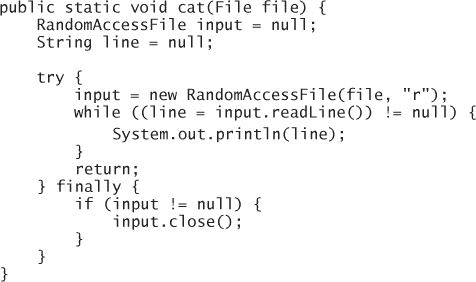 public static void cat(File file) {
    RandomAccessFile input = null;
    String line = null;

    try {
        input = new RandomAccessFile(file, "r");
        while ((line = input.readLine()) != null) {
            System.out.println(line);
        }
        return;
    } finally {
        if (input != null) {
            input.close();
        }
    }
}